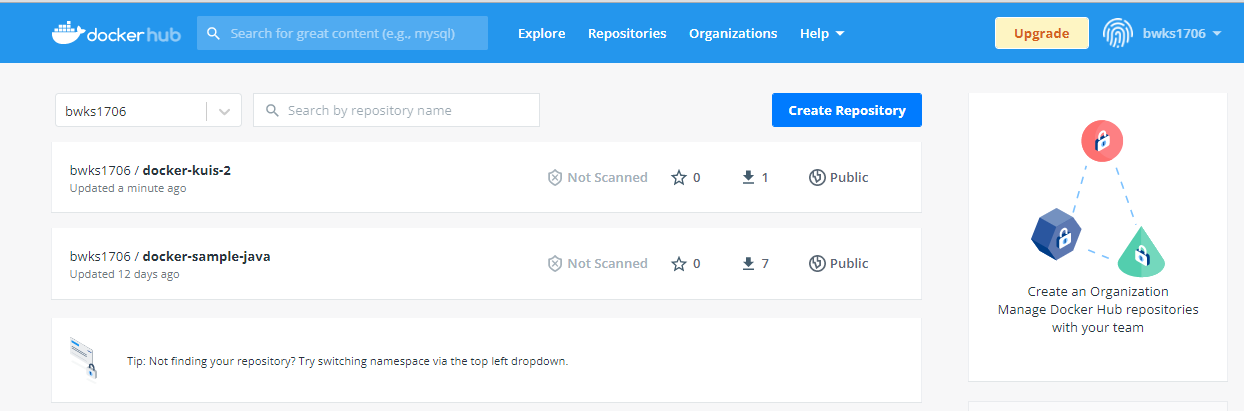 docker hub
Search for great content (e.g., mysql)
Explore
Repositories
Organizations
Help
Upgrade
bwks1706
bwks1706
Search by repository name
Create Repository
bwks1706 / docker-kuis-2
Updated a minute ago
Not Scanned
0
1
Public
bwks1706 / docker-sample-java
Updated 12 days ago
Not Scanned
0
7
Public
Tip: Not finding your repository? Try switching namespace via the top left dropdown.
Create an Organization
Manage Docker Hub repositories
with your team